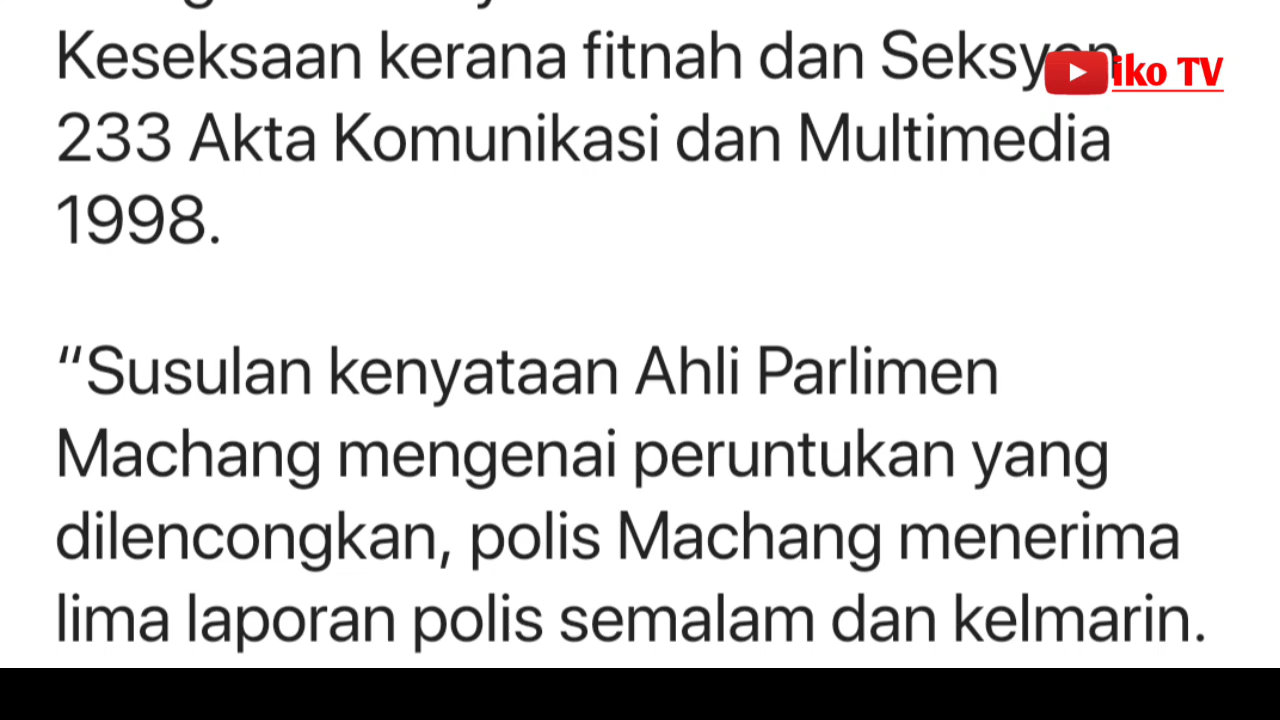 Keseksaan kerana fitnah dan Seksyen
233 Akta Komunikasi dan Multimedia
1998.
“Susulan kenyataan Ahli Parlimen
Machang mengenai peruntukan yang
dilencongkan, polis Machang menerima
lima laporan polis semalam dan kelmarin.
iko TV